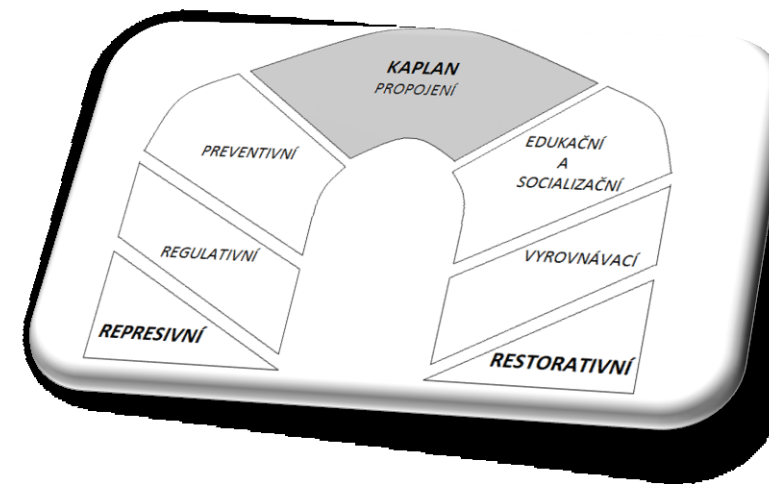 KAPLAN
PROPOJENÍ
PREVENTIVNÍ
REGULATIVNÍ
REPRESIVNÍ
EDUKAČNÍ
A
SOCIALIZAČNÍ
VYROVNÁVACÍ
RESTORATIVNÍ